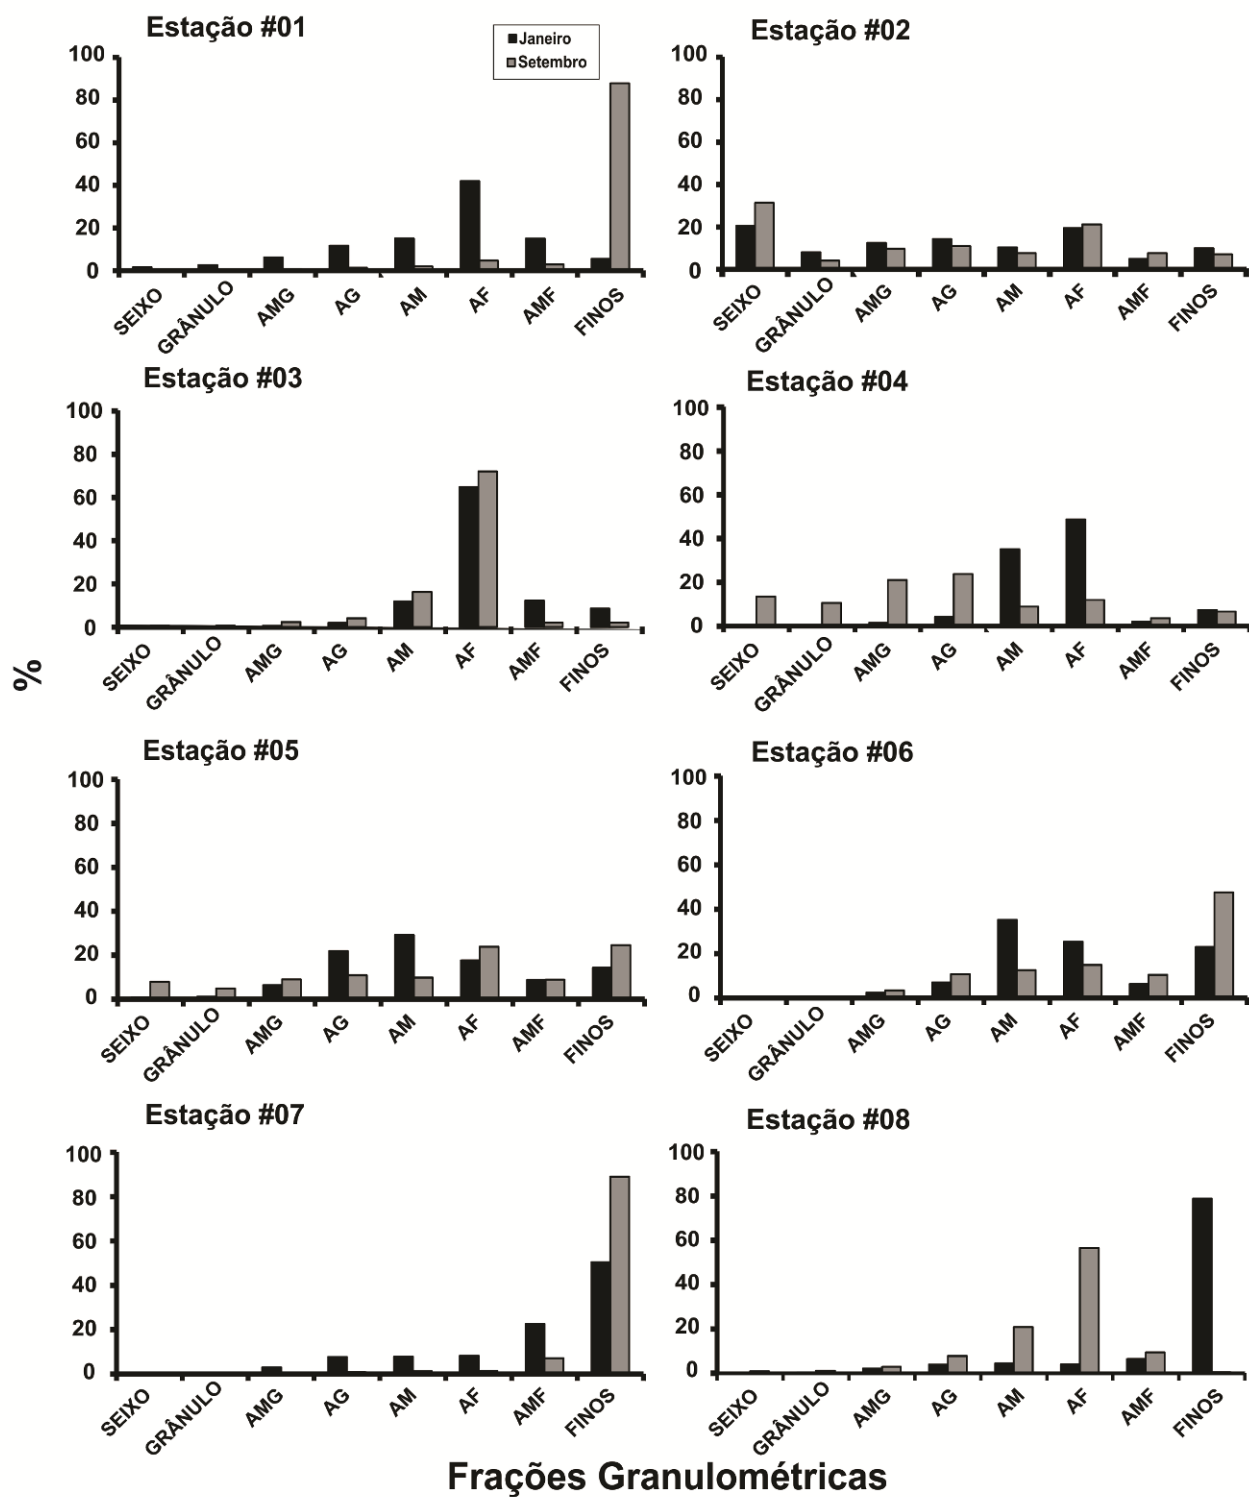 Estação #01
Janeiro
Setembro
100
80
60
40
20
0
SEIXO
GRÂNULO
AMG
AG
AM
AF
AMF
FINOS
Estação #02
100
80
60
40
20
0
SEIXO
GRÂNULO
AMG
AG
AM
AF
AMF
FINOS
Estação #03
100
80
60
40
20
0
SEIXO
GRÂNULO
AMG
AG
AM
AF
AMF
FINOS
Estação #04
100
80
60
40
20
0
SEIXO
GRÂNULO
AMG
AG
AM
AF
AMF
FINOS
%
Estação #05
100
80
60
40
20
0
SEIXO
GRÂNULO
AMG
AG
AM
AF
AMF
FINOS
Estação #06
100
80
60
40
20
0
SEIXO
GRÂNULO
AMG
AG
AM
AF
AMF
FINOS
Estação #07
100
80
60
40
20
0
SEIXO
GRÂNULO
AMG
AG
AM
AF
AMF
FINOS
Estação #08
100
80
60
40
20
0
SEIXO
GRÂNULO
AMG
AG
AM
AF
AMF
FINOS
Frações Granulométricas